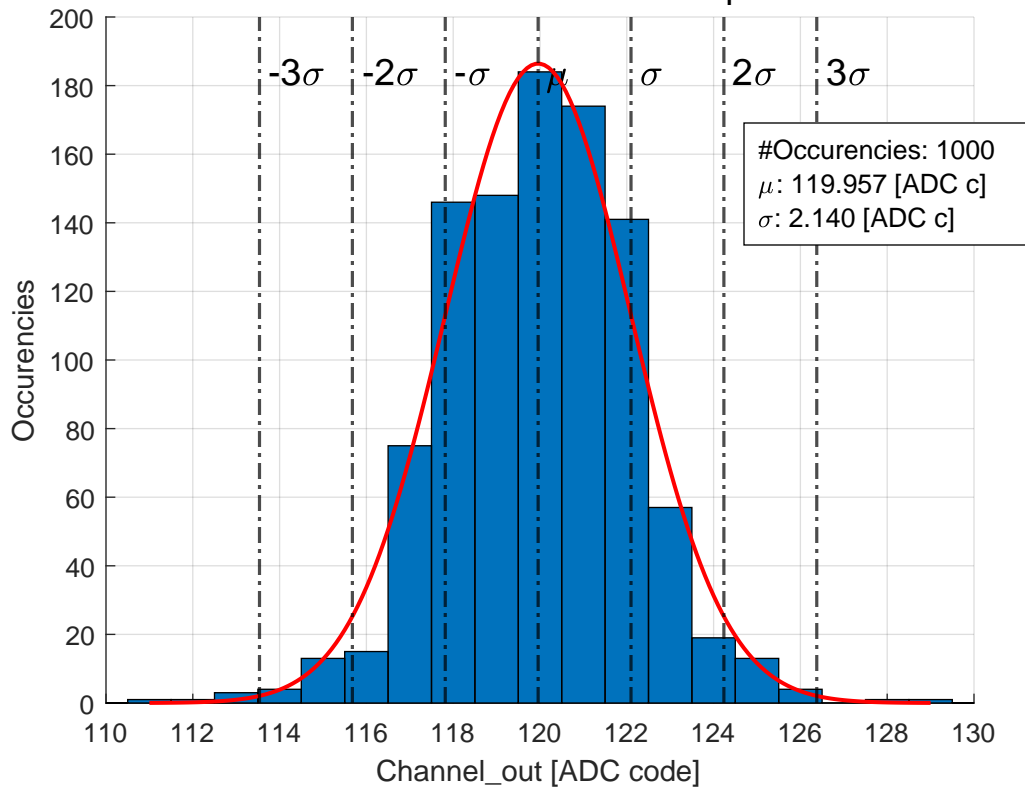 200
180
160
140
120
100
80
60
40
20
0
-3σ
-2σ
-σ
μ
σ
2σ
3σ
#Occurencies: 1000
μ: 119.957 [ADC c]
σ: 2.140 [ADC c]
Occurencies
110 112 114 116 118 120 122 124 126 128 130
Channel_out [ADC code]